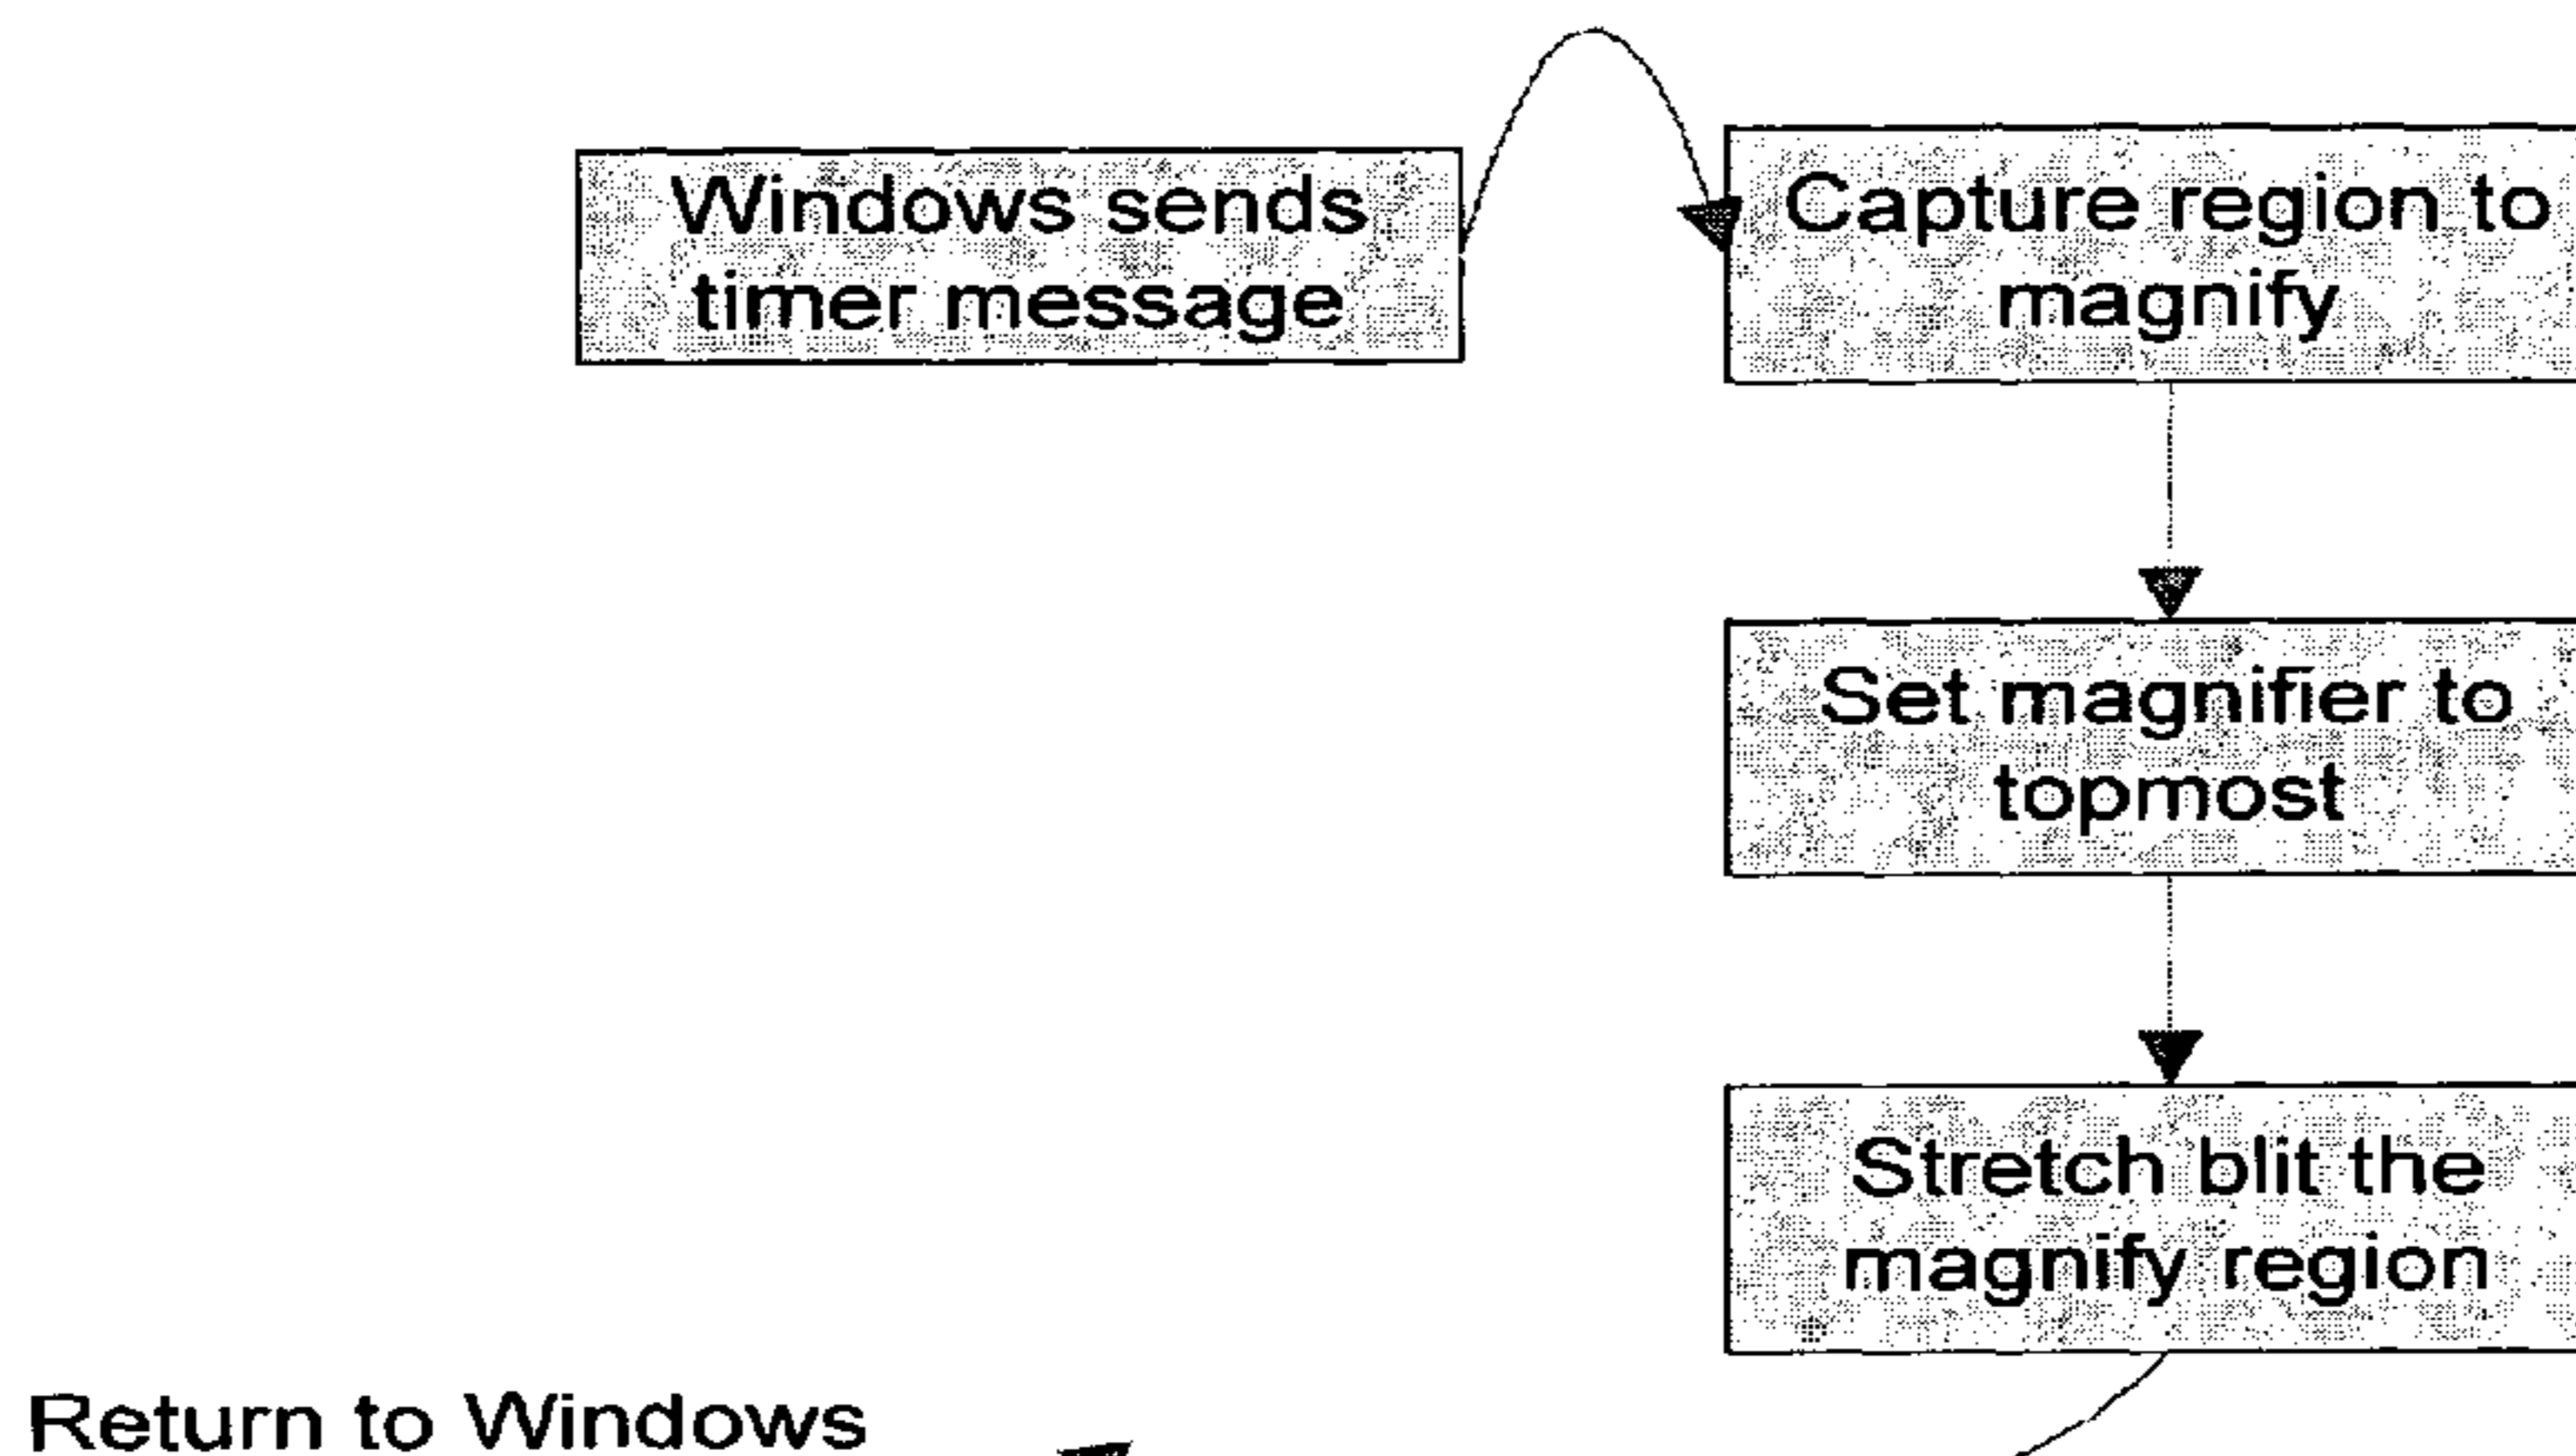 Windows sends
timer message
Capture region to
magnify
Set magnifier to
topmost
Stretch blit the
magnify region
Return to Windows